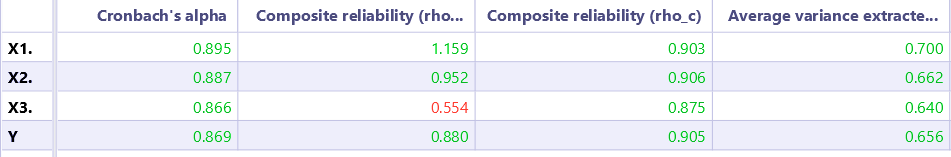 Cronbach's alpha Composite reliability (rho... Composite reliability (rho_c) Average variance extracte...
X1. 0.895 1.159 0.903 0.700
X2. 0.887 0.952 0.906 0.662
X3. 0.866 0.554 0.875 0.640
Y 0.869 0.880 0.905 0.656